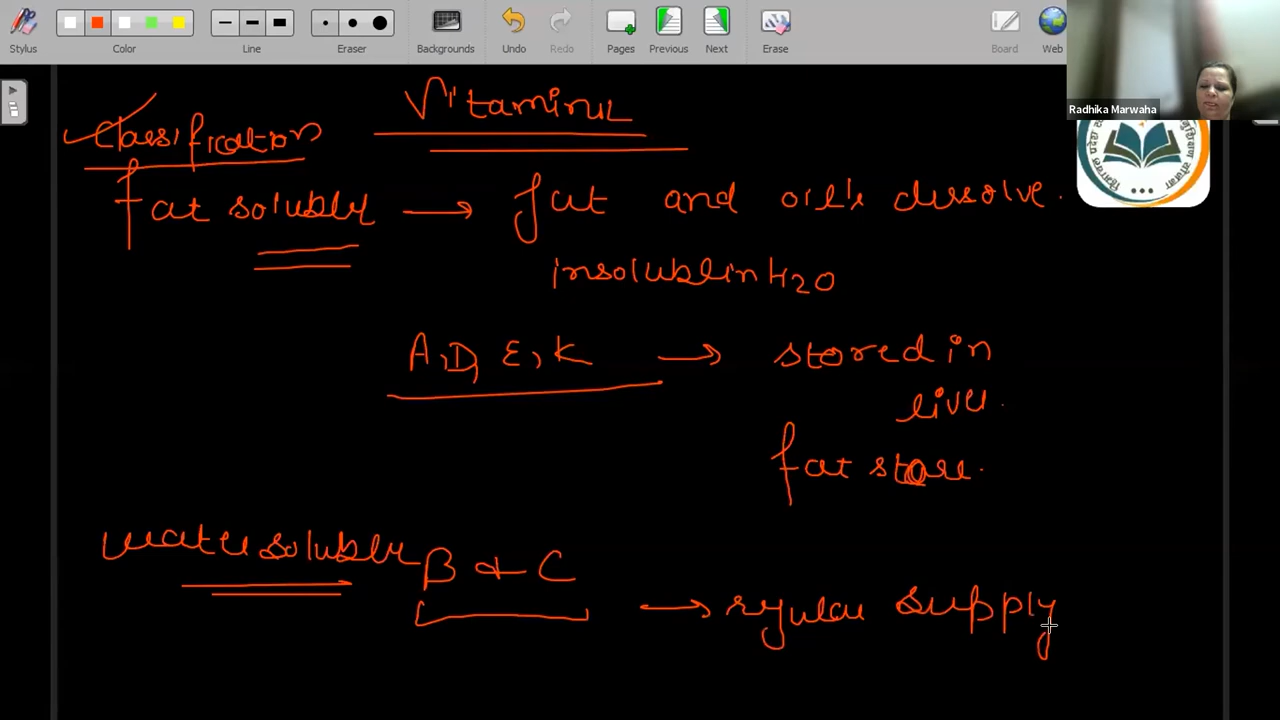 Stylus Color Line Eraser Backgrounds Undo Redo Pages Previous Next Erase Board Web
Radhika Marwaha
Vitamins
Classification
fat soluble → fat and oil's dissolve.
insoluble in H2O
A, D, E, K → stored in
liver.
fat store.
water soluble B & C
→ regular supply